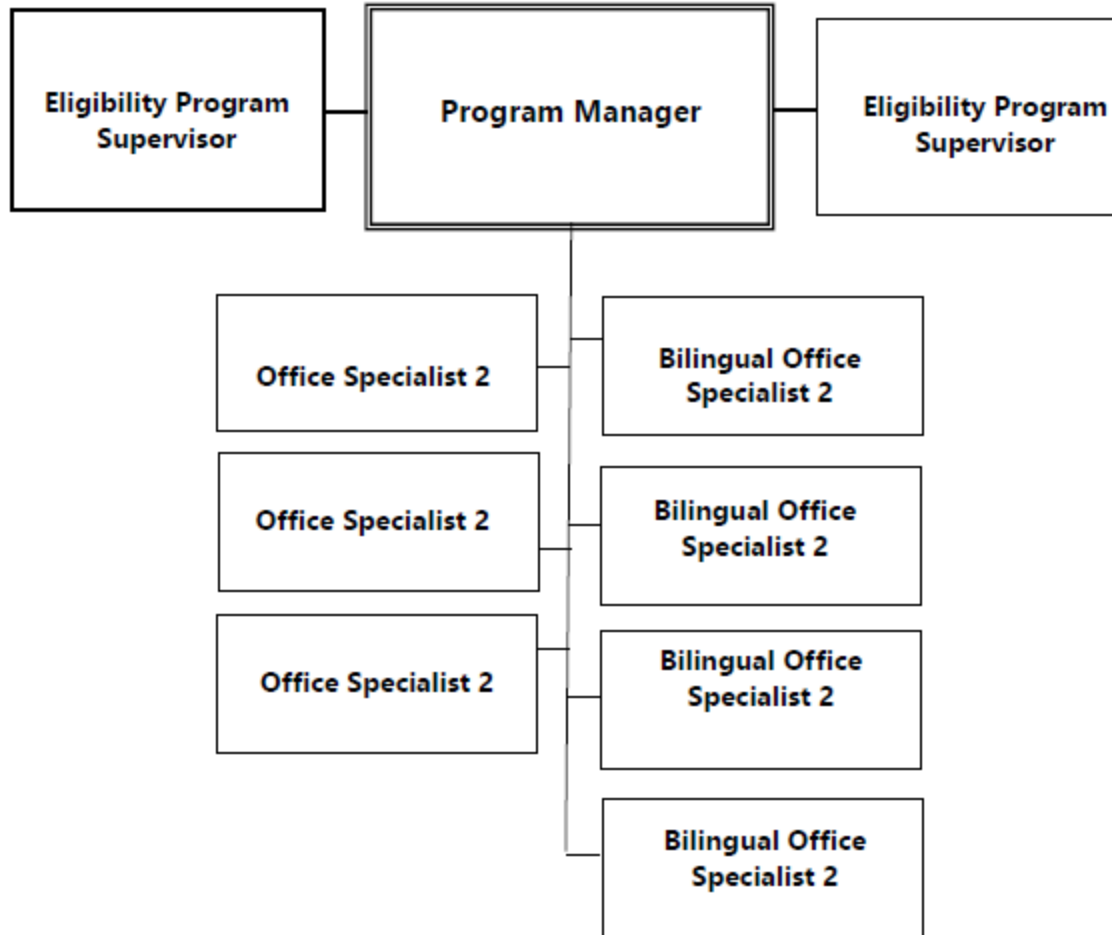 Eligibility Program
Supervisor
Program Manager
Eligibility Program
Supervisor
Office Specialist 2
Bilingual Office
Specialist 2
Office Specialist 2
Bilingual Office
Specialist 2
Office Specialist 2
Bilingual Office
Specialist 2
Bilingual Office
Specialist 2